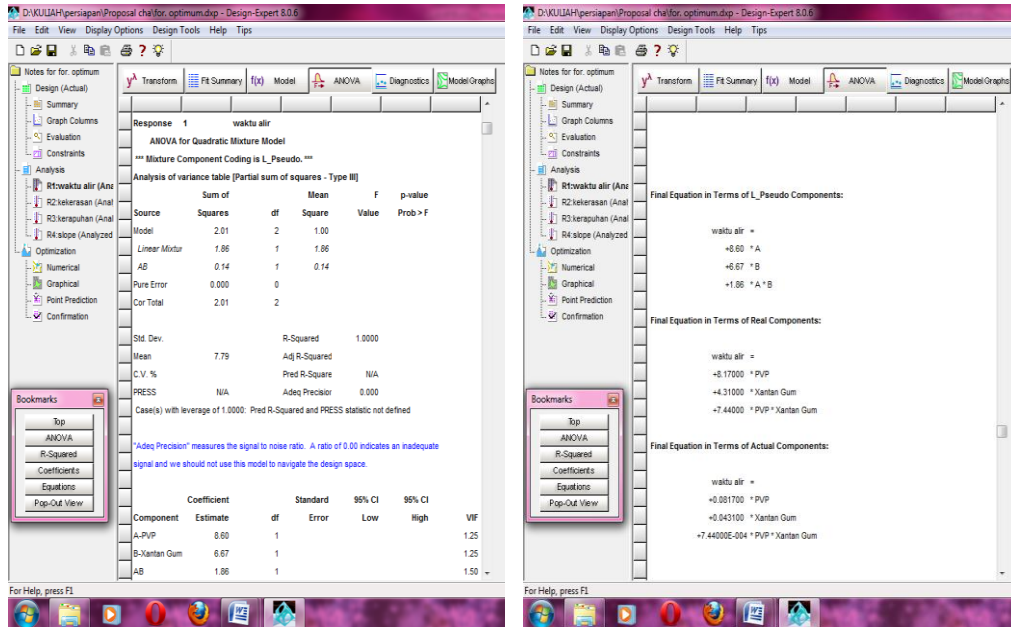 D:\KULIAH\persiapan\Proposal cha\for. optimum.dxp - Design-Expert 8.0.6
File Edit View Display Options Design Tools Help Tips
Notes for for. optimum
Design (Actual)
Summary
Graph Columns
Evaluation
Constraints
Analysis
R1:waktu alir (Ana
R2:kekerasan (Anal
R3:kerapuhan (Anal
R4:slope (Analyzed
Optimization
Numerical
Graphical
Point Prediction
Confirmation
Bookmarks
Top
ANOVA
R-Squared
Coefficients
Equations
Pop-Out View
yλ Transform Fit Summary f(x) Model ANOVA Diagnostics Model Graphs
Response 1 waktu alir
ANOVA for Quadratic Mixture Model
*** Mixture Component Coding is L_Pseudo. ***
Analysis of variance table [Partial sum of squares - Type III]
Sum of Mean F p-value
Source Squares df Square Value Prob > F
Model 2.01 2 1.00
Linear Mixtur 1.86 1 1.86
AB 0.14 1 0.14
Pure Error 0.000 0
Cor Total 2.01 2
Std. Dev. R-Squared 1.0000
Mean 7.79 Adj R-Squared
C.V. % Pred R-Square N/A
PRESS N/A Adeq Precisior 0.000
Case(s) with leverage of 1.0000: Pred R-Squared and PRESS statistic not defined
"Adeq Precision" measures the signal to noise ratio. A ratio of 0.00 indicates an inadequate
signal and we should not use this model to navigate the design space.
Coefficient Standard 95% CI 95% CI
Component Estimate df Error Low High VIF
A-PVP 8.60 1 1.25
B-Xantan Gum 6.67 1 1.25
AB 1.86 1 1.50
For Help, press F1
D:\KULIAH\persiapan\Proposal cha\for. optimum.dxp - Design-Expert 8.0.6
File Edit View Display Options Design Tools Help Tips
Notes for for. optimum
Design (Actual)
Summary
Graph Columns
Evaluation
Constraints
Analysis
R1:waktu alir (Ana
R2:kekerasan (Anal
R3:kerapuhan (Anal
R4:slope (Analyzed
Optimization
Numerical
Graphical
Point Prediction
Confirmation
Bookmarks
Top
ANOVA
R-Squared
Coefficients
Equations
Pop-Out View
yλ Transform Fit Summary f(x) Model ANOVA Diagnostics Model Graphs
Final Equation in Terms of L_Pseudo Components:
waktu alir =
+8.60 * A
+6.67 * B
+1.86 * A * B
Final Equation in Terms of Real Components:
waktu alir =
+8.17000 * PVP
+4.31000 * Xantan Gum
+7.44000 * PVP * Xantan Gum
Final Equation in Terms of Actual Components:
waktu alir =
+0.081700 * PVP
+0.043100 * Xantan Gum
+7.44000E-004 * PVP * Xantan Gum
For Help, press F1